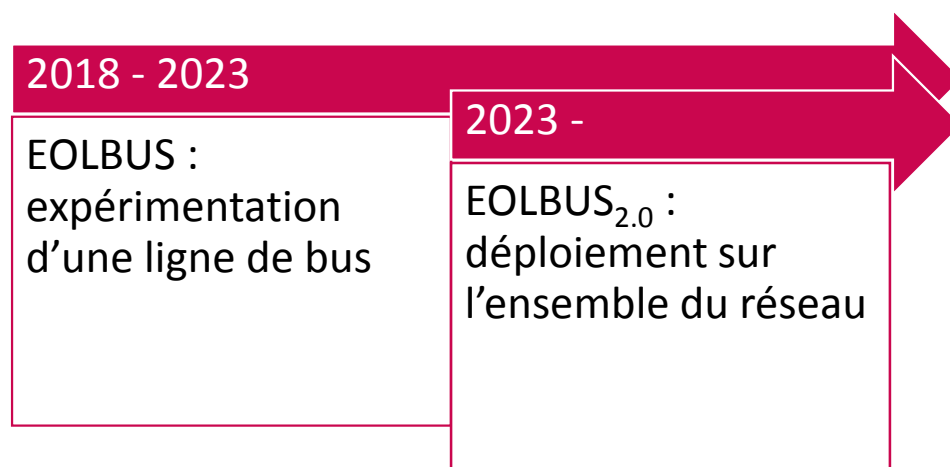 2018 - 2023
EOLBUS :
expérimentation
d’une ligne de bus
2023 -
EOLBUS2.0 :
déploiement sur
l’ensemble du réseau